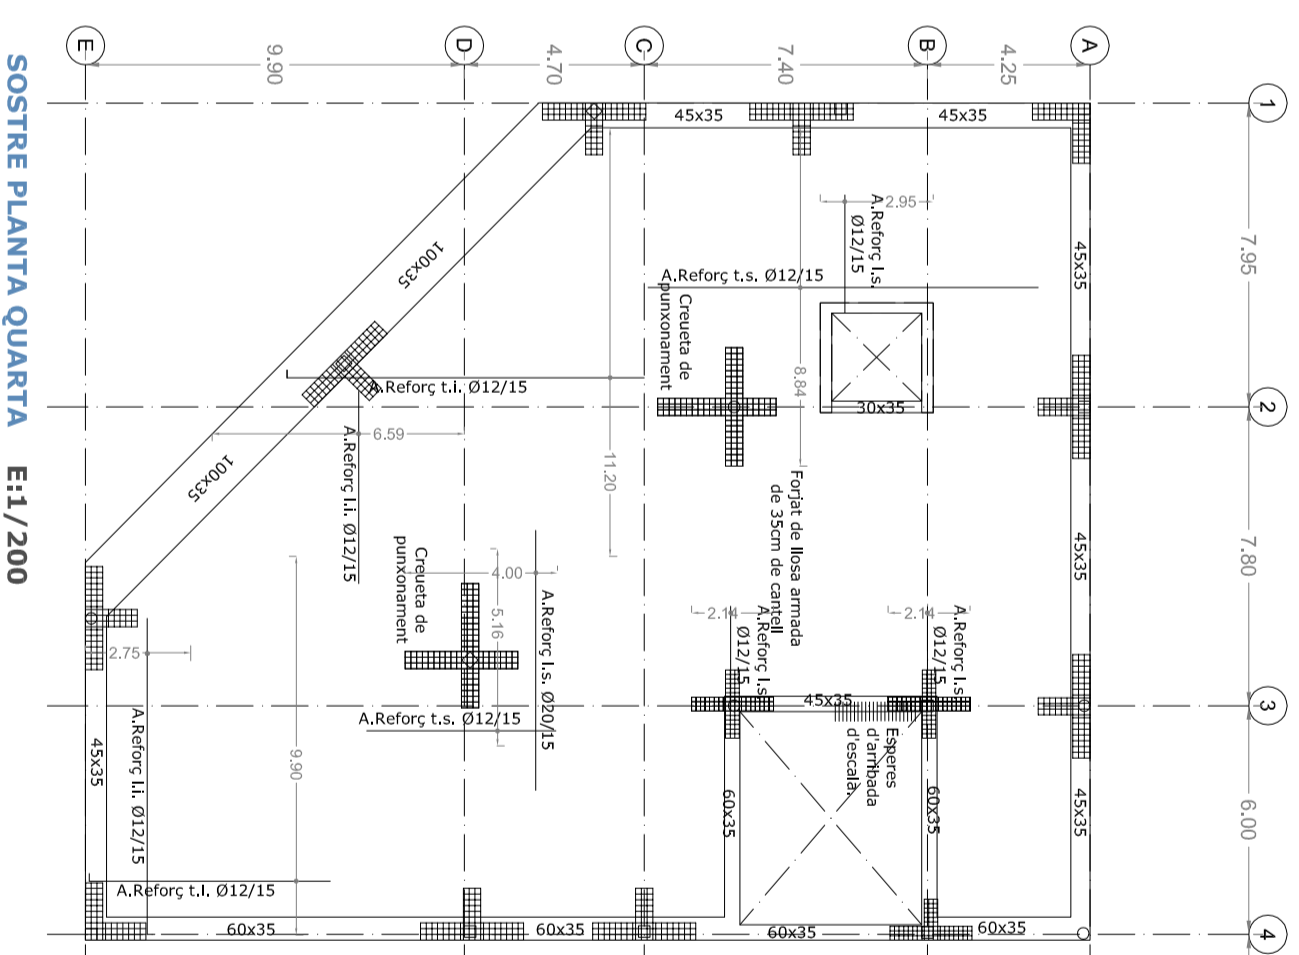 E
D
C
B
A
9.90
4.70
7.40
4.25
1
7.95
2
7.80
3
6.00
4
45x35
45x35
45x35
45x35
45x35
100x35
100x35
A.Reforç l.s.
Ø12/15
2.95
A.Reforç t.s. Ø12/15
Creueta de
punxonament
8.84
30x35
A.Reforç t.i. Ø12/15
6.59
A.Reforç l.i. Ø12/15
11.20
Forjat de llosa armada
de 35cm de cantell
Creueta de
punxonament
4.00
5.16
A.Reforç l.s. Ø20/15
A.Reforç t.s. Ø12/15
2.14
A.Reforç l.s
Ø12/15
2.14
A.Reforç l.s
Ø12/15
45x35
Esperes
d'arribada
d'escala.
60x35
60x35
2.75
A.Reforç l.i. Ø12/15
45x35
9.90
A.Reforç t.I. Ø12/15
60x35
60x35
60x35
60x35
SOSTRE PLANTA QUARTA E:1/200